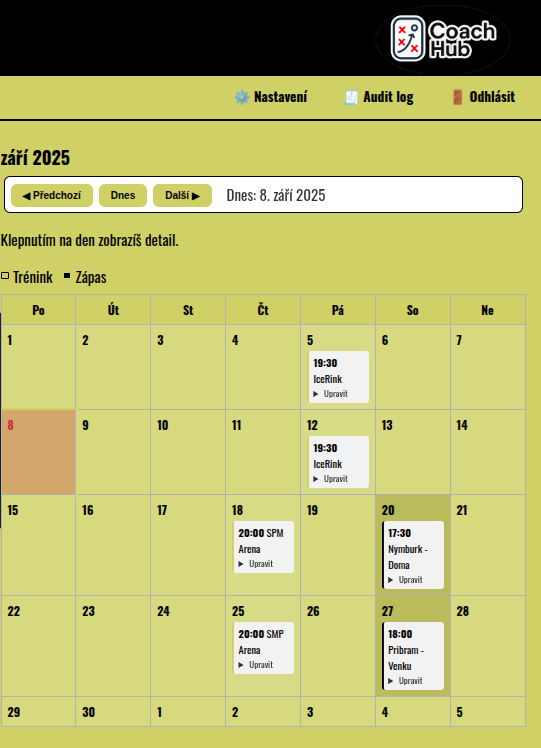 Coach
Hub
Nastavení Audit log Odhlásit
září 2025
◀ Předchozí Dnes Další ▶ Dnes: 8. září 2025
Klepnutím na den zobrazíš detail.
Trénink Zápas
Po Út St Čt Pá So Ne
1 2 3 4 5 6 7
19:30
IceRink
▶ Upravit
8 9 10 11 12 13 14
19:30
IceRink
▶ Upravit
15 16 17 18 19 20 21
20:00 SPM
Arena
▶ Upravit
17:30
Nymburk -
Doma
▶ Upravit
22 23 24 25 26 27 28
20:00 SMP
Arena
▶ Upravit
18:00
Pribram -
Venku
▶ Upravit
29 30 1 2 3 4 5